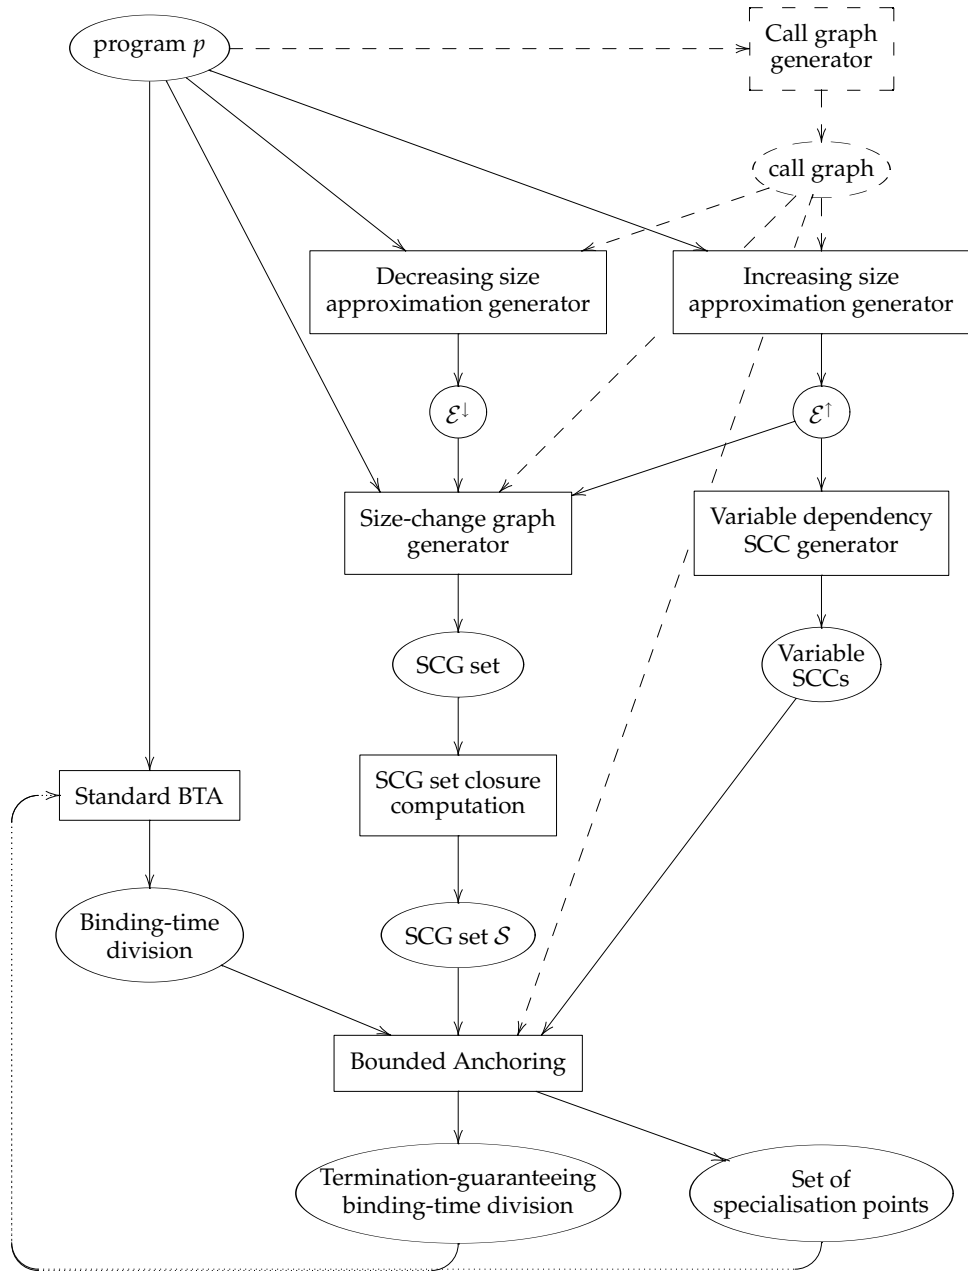 program p
Call graph
generator
call graph
Decreasing size
approximation generator
Increasing size
approximation generator
ℰ↓
ℰ↑
Size-change graph
generator
Variable dependency
SCC generator
SCG set
Variable
SCCs
Standard BTA
SCG set closure
computation
Binding-time
division
SCG set 𝒮
Bounded Anchoring
Termination-guaranteeing
binding-time division
Set of
specialisation points